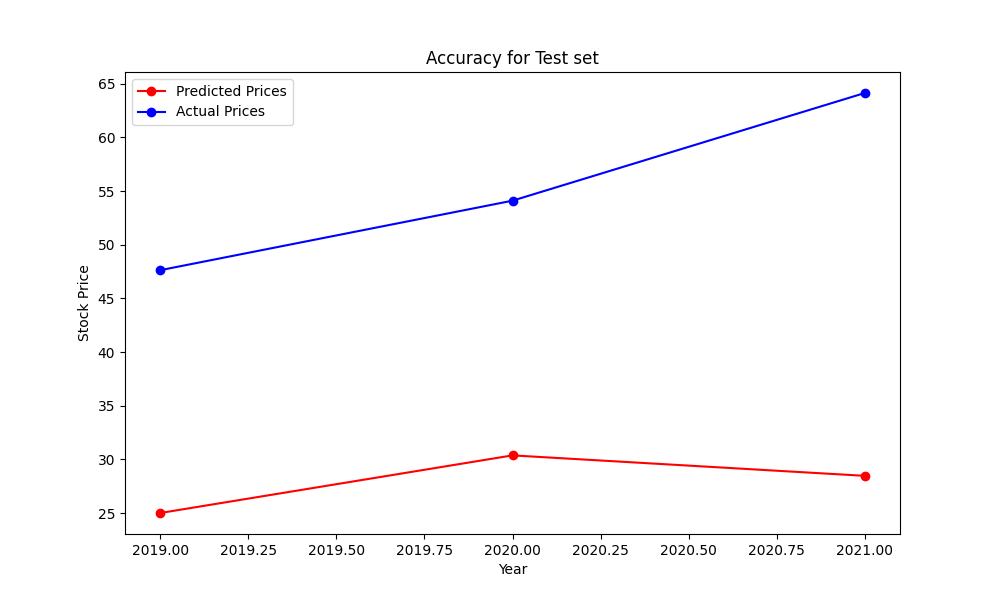 Accuracy for Test set
Predicted Prices
Actual Prices
Stock Price
65
60
55
50
45
40
35
30
25
2019.00 2019.25 2019.50 2019.75 2020.00 2020.25 2020.50 2020.75 2021.00
Year